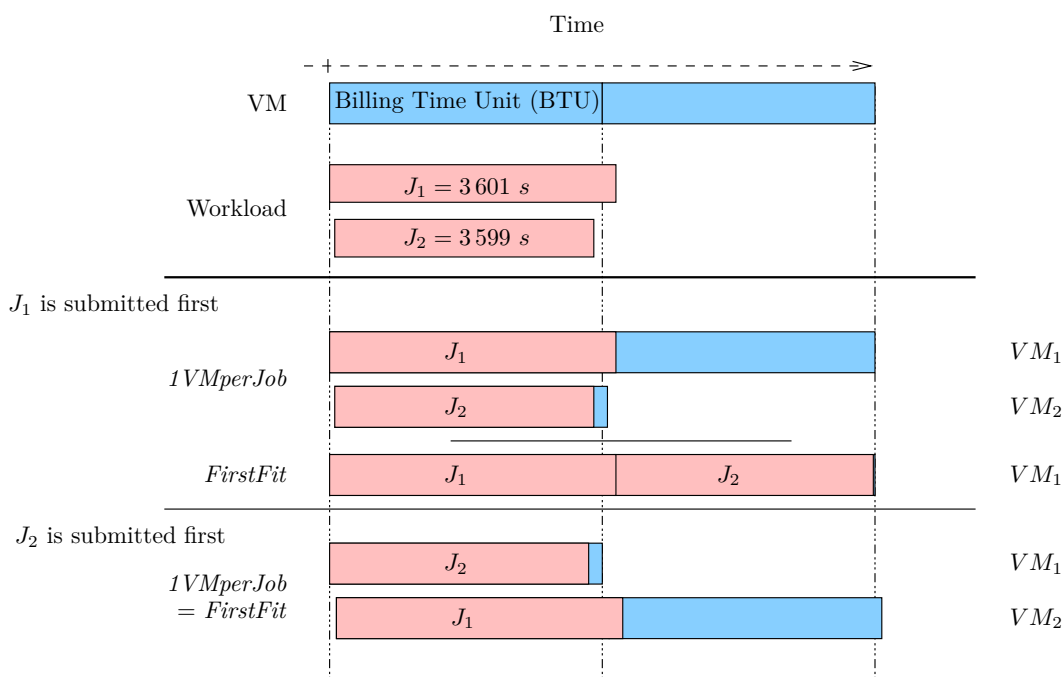 Time
VM
Billing Time Unit (BTU)
J₁ = 3 601 s
Workload
J₂ = 3 599 s
J₁ is submitted first
J₁
VM₁
1VMperJob
J₂
VM₂
FirstFit
J₁
J₂
VM₁
J₂ is submitted first
J₂
VM₁
1VMperJob
= FirstFit
J₁
VM₂